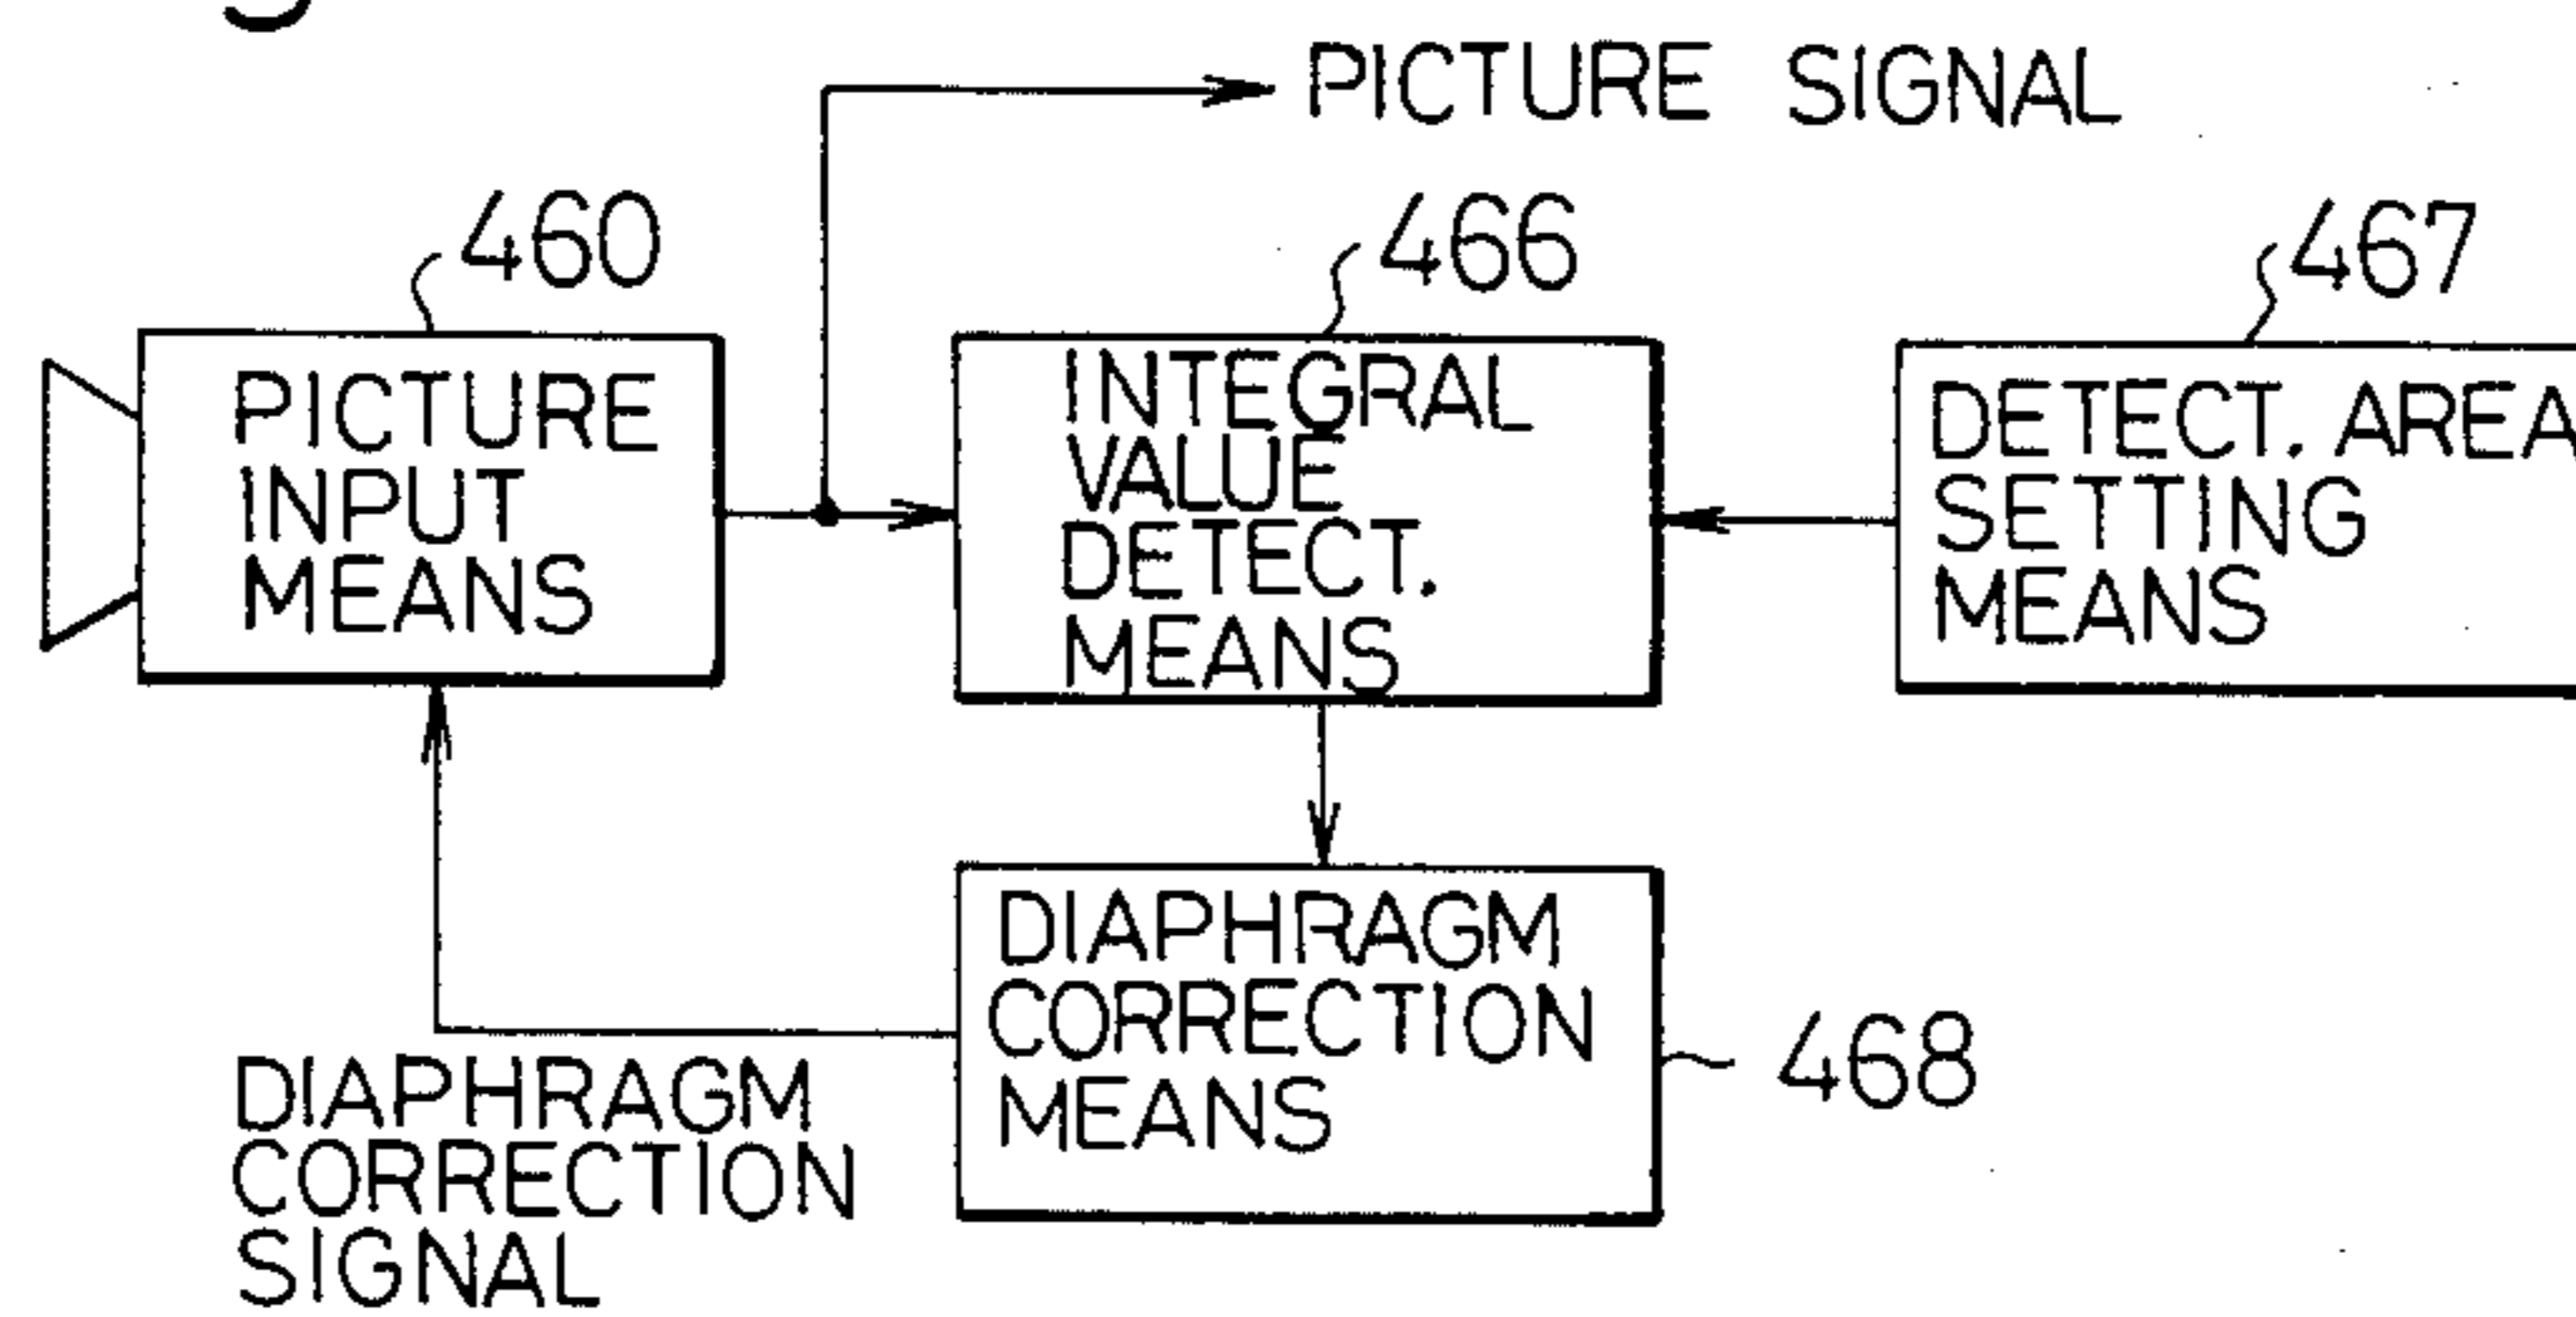 PICTURE SIGNAL
460
466
467
PICTURE
INPUT
MEANS
INTEGRAL
VALUE
DETECT.
MEANS
DETECT. AREA
SETTING
MEANS
DIAPHRAGM
CORRECTION
MEANS
468
DIAPHRAGM
CORRECTION
SIGNAL